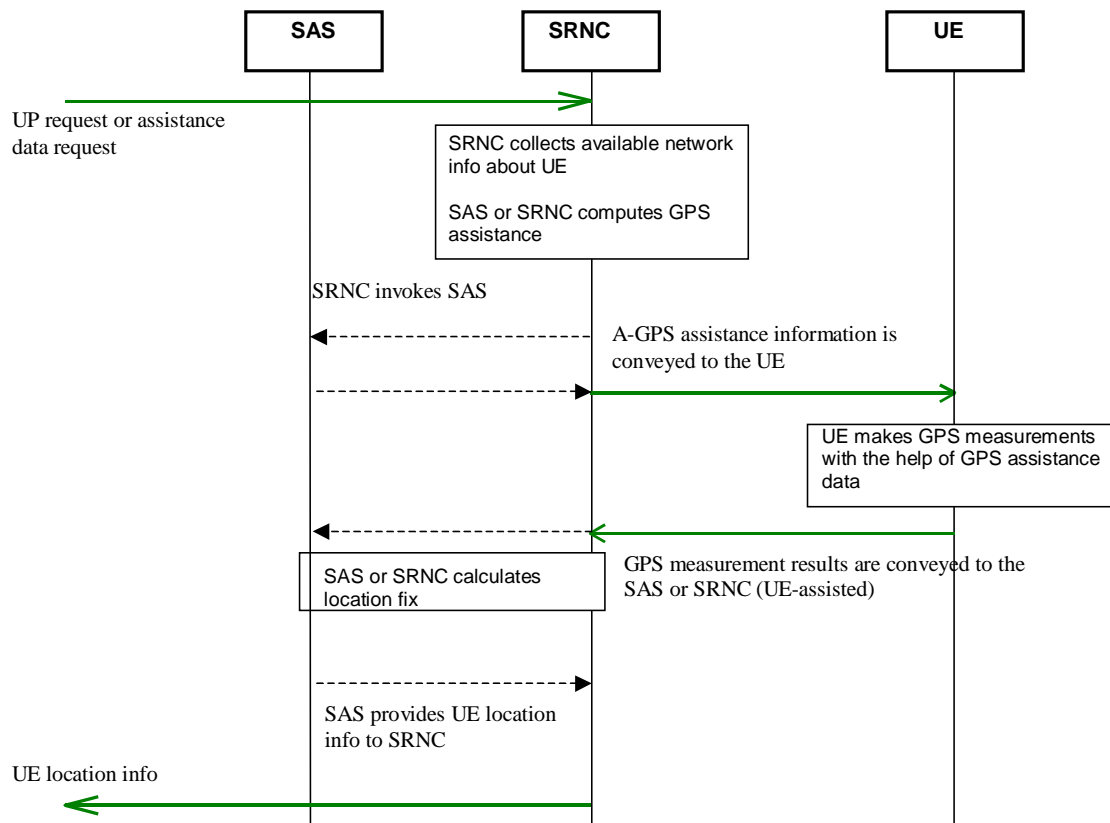 SAS
SRNC
UE
UP request or assistance
data request
SRNC collects available network
info about UE
SAS or SRNC computes GPS
assistance
SRNC invokes SAS
A-GPS assistance information is
conveyed to the UE
UE makes GPS measurements
with the help of GPS assistance
data
GPS measurement results are conveyed to the
SAS or SRNC (UE-assisted)
SAS or SRNC calculates
location fix
SAS provides UE location
info to SRNC
UE location info